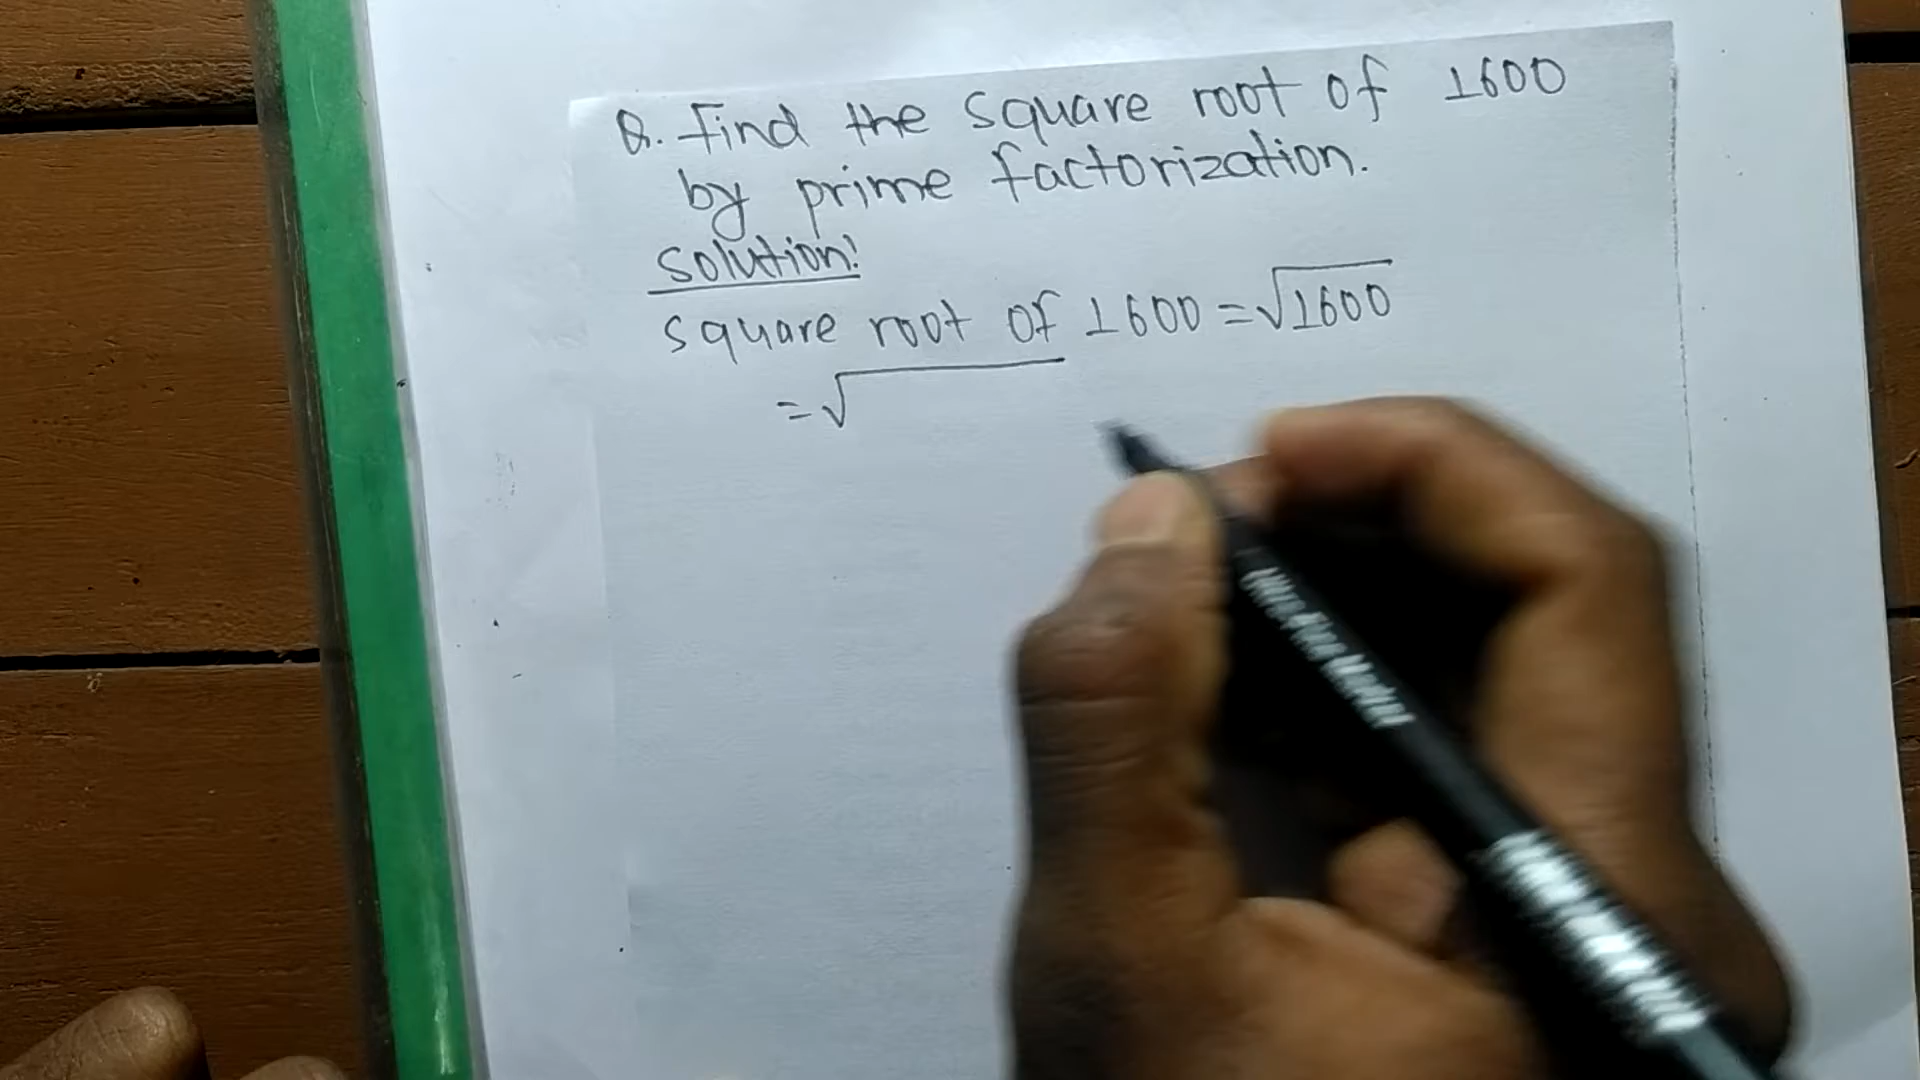 Q. Find the square root of 1600
by prime factorization.
Solution:
square root of 1600 = √1600
= √